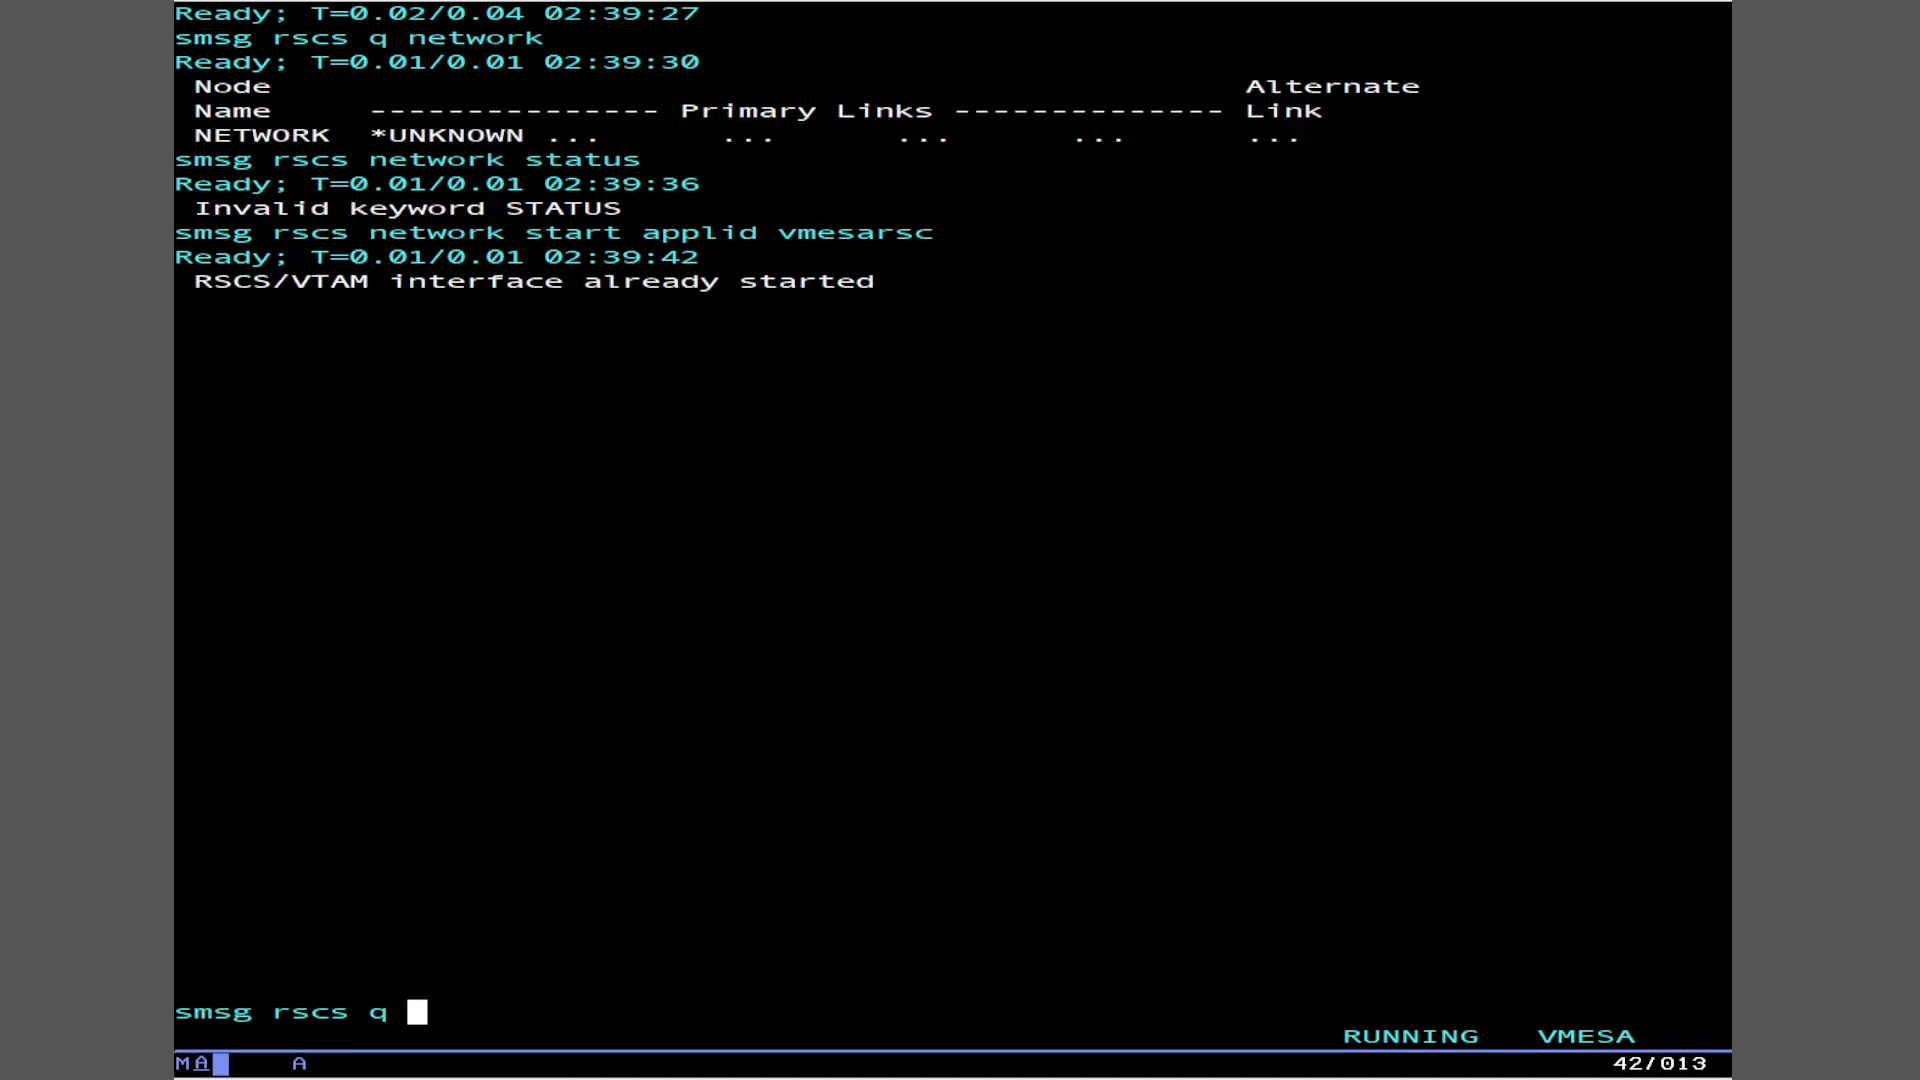 Ready; T=0.02/0.04 02:39:27
smsg rscs q network
Ready; T=0.01/0.01 02:39:30
Node Alternate
Name --------------- Primary Links -------------- Link
NETWORK *UNKNOWN ... ... ... ... ...
smsg rscs network status
Ready; T=0.01/0.01 02:39:36
Invalid keyword STATUS
smsg rscs network start applid vmesarsc
Ready; T=0.01/0.01 02:39:42
RSCS/VTAM interface already started
smsg rscs q
RUNNING VMESA
MA A 42/013